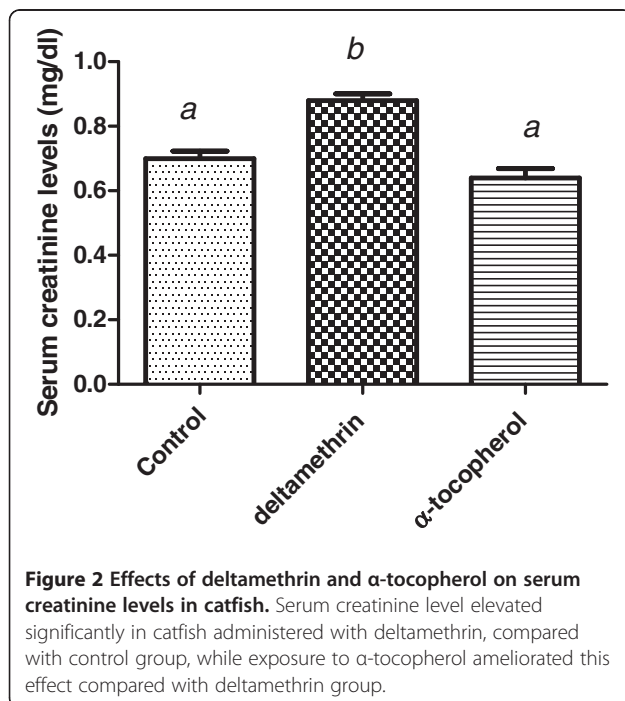 Serum creatinine levels (mg/dl)
1.0
0.8
0.6
0.4
0.2
0.0
a
b
a
Control
deltamethrin
α-tocopherol
Figure 2 Effects of deltamethrin and α-tocopherol on serum
creatinine levels in catfish. Serum creatinine level elevated
significantly in catfish administered with deltamethrin, compared
with control group, while exposure to α-tocopherol ameliorated this
effect compared with deltamethrin group.